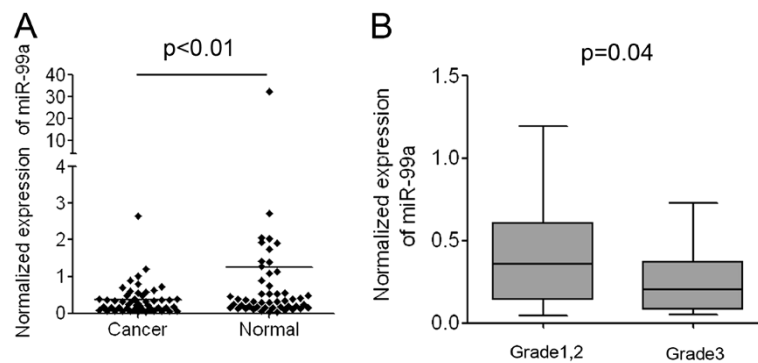 A
p<0.01
Normalized expression of miR-99a
40
30
20
10
4
3
2
1
0
Cancer
Normal
B
p=0.04
Normalized expression
of miR-99a
1.5
1.0
0.5
0.0
Grade1,2
Grade3